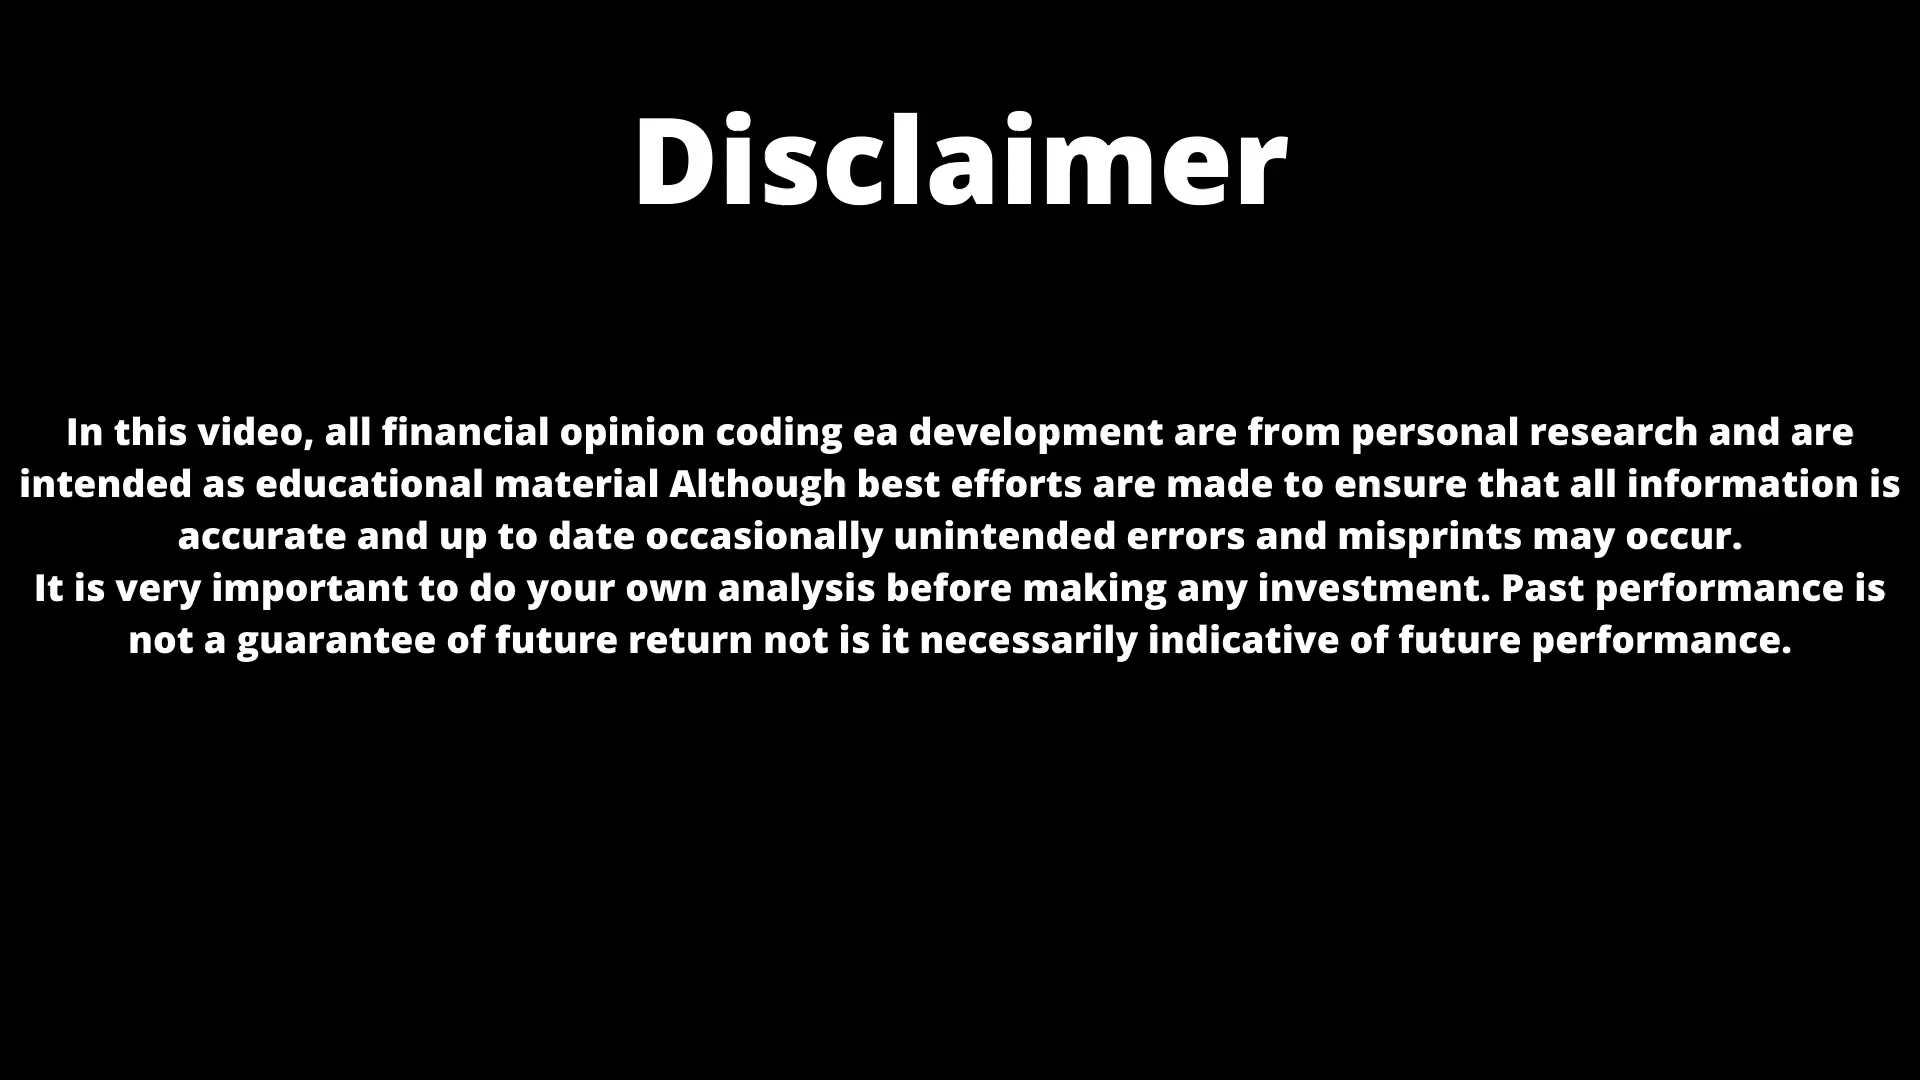 Disclaimer
In this video, all financial opinion coding ea development are from personal research and are
intended as educational material Although best efforts are made to ensure that all information is
accurate and up to date occasionally unintended errors and misprints may occur.
It is very important to do your own analysis before making any investment. Past performance is
not a guarantee of future return not is it necessarily indicative of future performance.